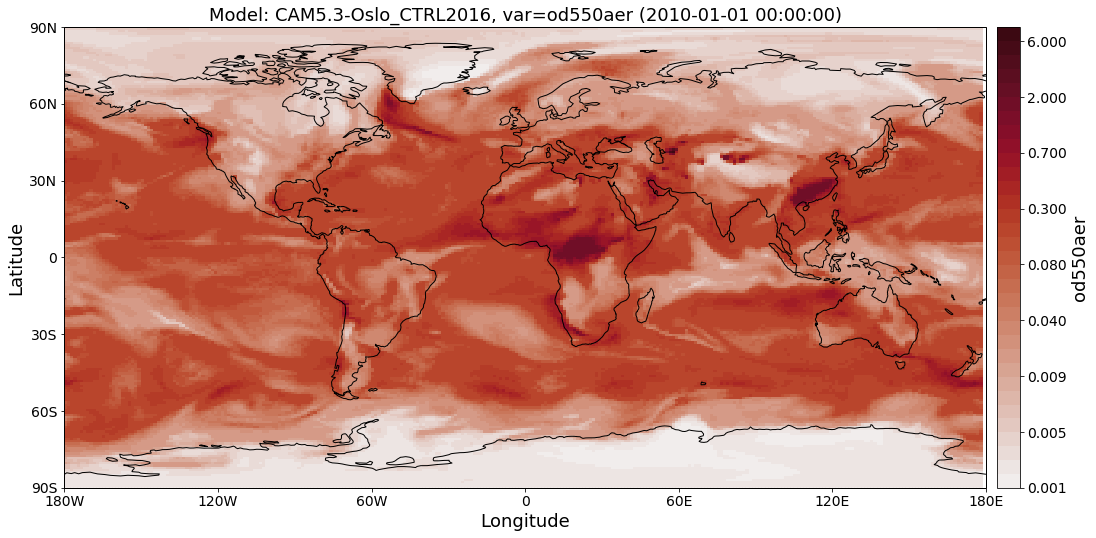 Model: CAM5.3-Oslo_CTRL2016, var=od550aer (2010-01-01 00:00:00)
90N
60N
30N
0
30S
60S
90S
Latitude
180W
120W
60W
0
60E
120E
180E
Longitude
6.000
2.000
0.700
0.300
0.080
0.040
0.009
0.005
0.001
od550aer